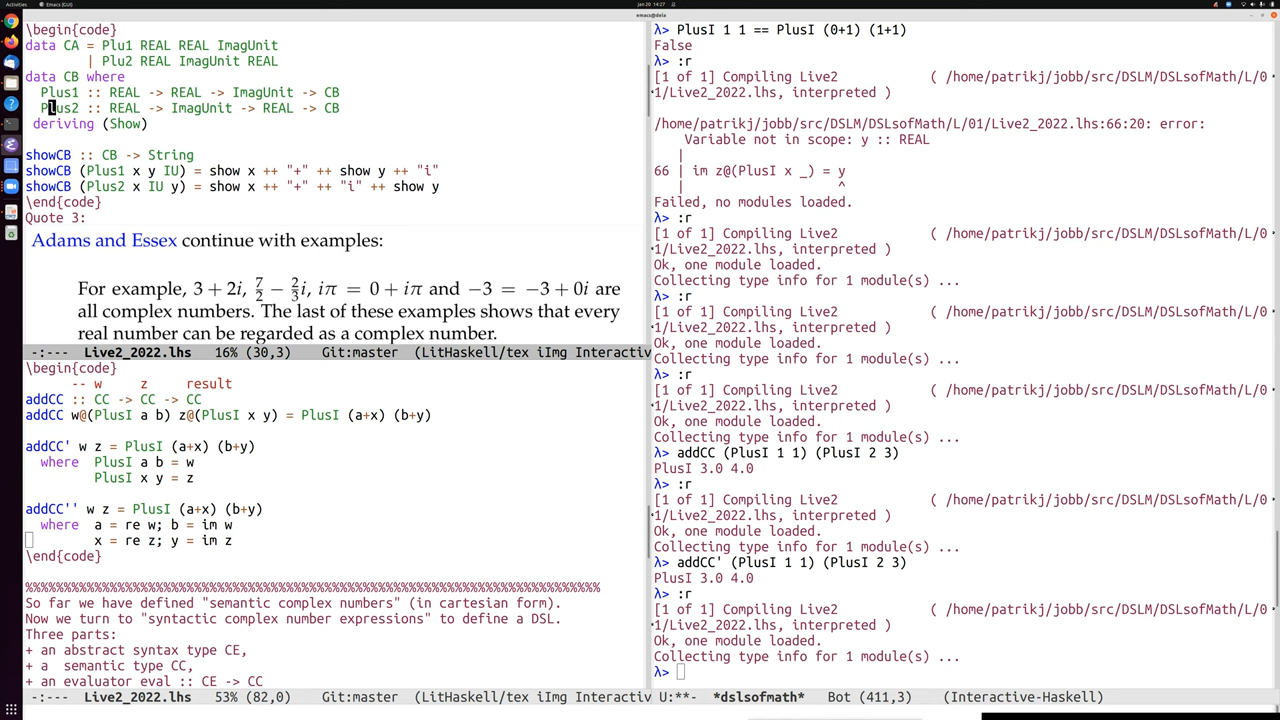 Activities
Emacs (GUI)
Jan 20 14:27
emacs@dela
\begin{code}
data CA = Plu1 REAL REAL ImagUnit
| Plu2 REAL ImagUnit REAL
data CB where
Plus1 :: REAL -> REAL -> ImagUnit -> CB
Plus2 :: REAL -> ImagUnit -> REAL -> CB
deriving (Show)
showCB :: CB -> String
showCB (Plus1 x y IU) = show x ++ "+" ++ show y ++ "i"
showCB (Plus2 x IU y) = show x ++ "+" ++ "i" ++ show y
\end{code}
Quote 3:
Adams and Essex continue with examples:
For example, 3 + 2i, 7/2 − 2/3i, iπ = 0 + iπ and −3 = −3 + 0i are
all complex numbers. The last of these examples shows that every
real number can be regarded as a complex number.
-:--- Live2_2022.lhs 16% (30,3) Git:master (LitHaskell/tex iImg Interactiv
\begin{code}
-- w z result
addCC :: CC -> CC -> CC
addCC w@(PlusI a b) z@(PlusI x y) = PlusI (a+x) (b+y)
addCC' w z = PlusI (a+x) (b+y)
where PlusI a b = w
PlusI x y = z
addCC'' w z = PlusI (a+x) (b+y)
where a = re w; b = im w
x = re z; y = im z
\end{code}
%%%%%%%%%%%%%%%%%%%%%%%%%%%%%%%%%%%%%%%%%%%%%%%%%%%%%%%%%%%%%%%%%%%%%%%%%%
So far we have defined "semantic complex numbers" (in cartesian form).
Now we turn to "syntactic complex number expressions" to define a DSL.
Three parts:
+ an abstract syntax type CE,
+ a semantic type CC,
+ an evaluator eval :: CE -> CC
-:--- Live2_2022.lhs 53% (82,0) Git:master (LitHaskell/tex iImg Interactiv
λ> PlusI 1 1 == PlusI (0+1) (1+1)
False
λ> :r
[1 of 1] Compiling Live2 ( /home/patrikj/jobb/src/DSLM/DSLsofMath/L/0
1/Live2_2022.lhs, interpreted )
/home/patrikj/jobb/src/DSLM/DSLsofMath/L/01/Live2_2022.lhs:66:20: error:
Variable not in scope: y :: REAL
|
66 | im z@(PlusI x _) = y
| ^
Failed, no modules loaded.
λ> :r
[1 of 1] Compiling Live2 ( /home/patrikj/jobb/src/DSLM/DSLsofMath/L/0
1/Live2_2022.lhs, interpreted )
Ok, one module loaded.
Collecting type info for 1 module(s) ...
λ> :r
[1 of 1] Compiling Live2 ( /home/patrikj/jobb/src/DSLM/DSLsofMath/L/0
1/Live2_2022.lhs, interpreted )
Ok, one module loaded.
Collecting type info for 1 module(s) ...
λ> :r
[1 of 1] Compiling Live2 ( /home/patrikj/jobb/src/DSLM/DSLsofMath/L/0
1/Live2_2022.lhs, interpreted )
Ok, one module loaded.
Collecting type info for 1 module(s) ...
λ> addCC (PlusI 1 1) (PlusI 2 3)
PlusI 3.0 4.0
λ> :r
[1 of 1] Compiling Live2 ( /home/patrikj/jobb/src/DSLM/DSLsofMath/L/0
1/Live2_2022.lhs, interpreted )
Ok, one module loaded.
Collecting type info for 1 module(s) ...
λ> addCC' (PlusI 1 1) (PlusI 2 3)
PlusI 3.0 4.0
λ> :r
[1 of 1] Compiling Live2 ( /home/patrikj/jobb/src/DSLM/DSLsofMath/L/0
1/Live2_2022.lhs, interpreted )
Ok, one module loaded.
Collecting type info for 1 module(s) ...
λ>
U:**- *dslsofmath* Bot (411,3) (Interactive-Haskell)